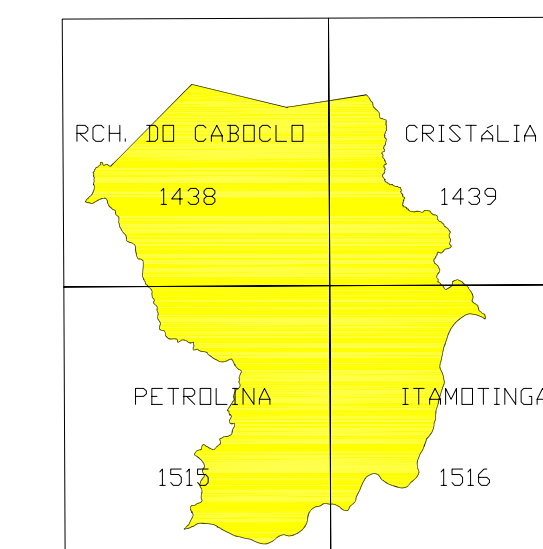 RCH. DO CABOCLO
CRISTáLIA
1438
1439
PETROLINA
ITAMOTINGA
1515
1516